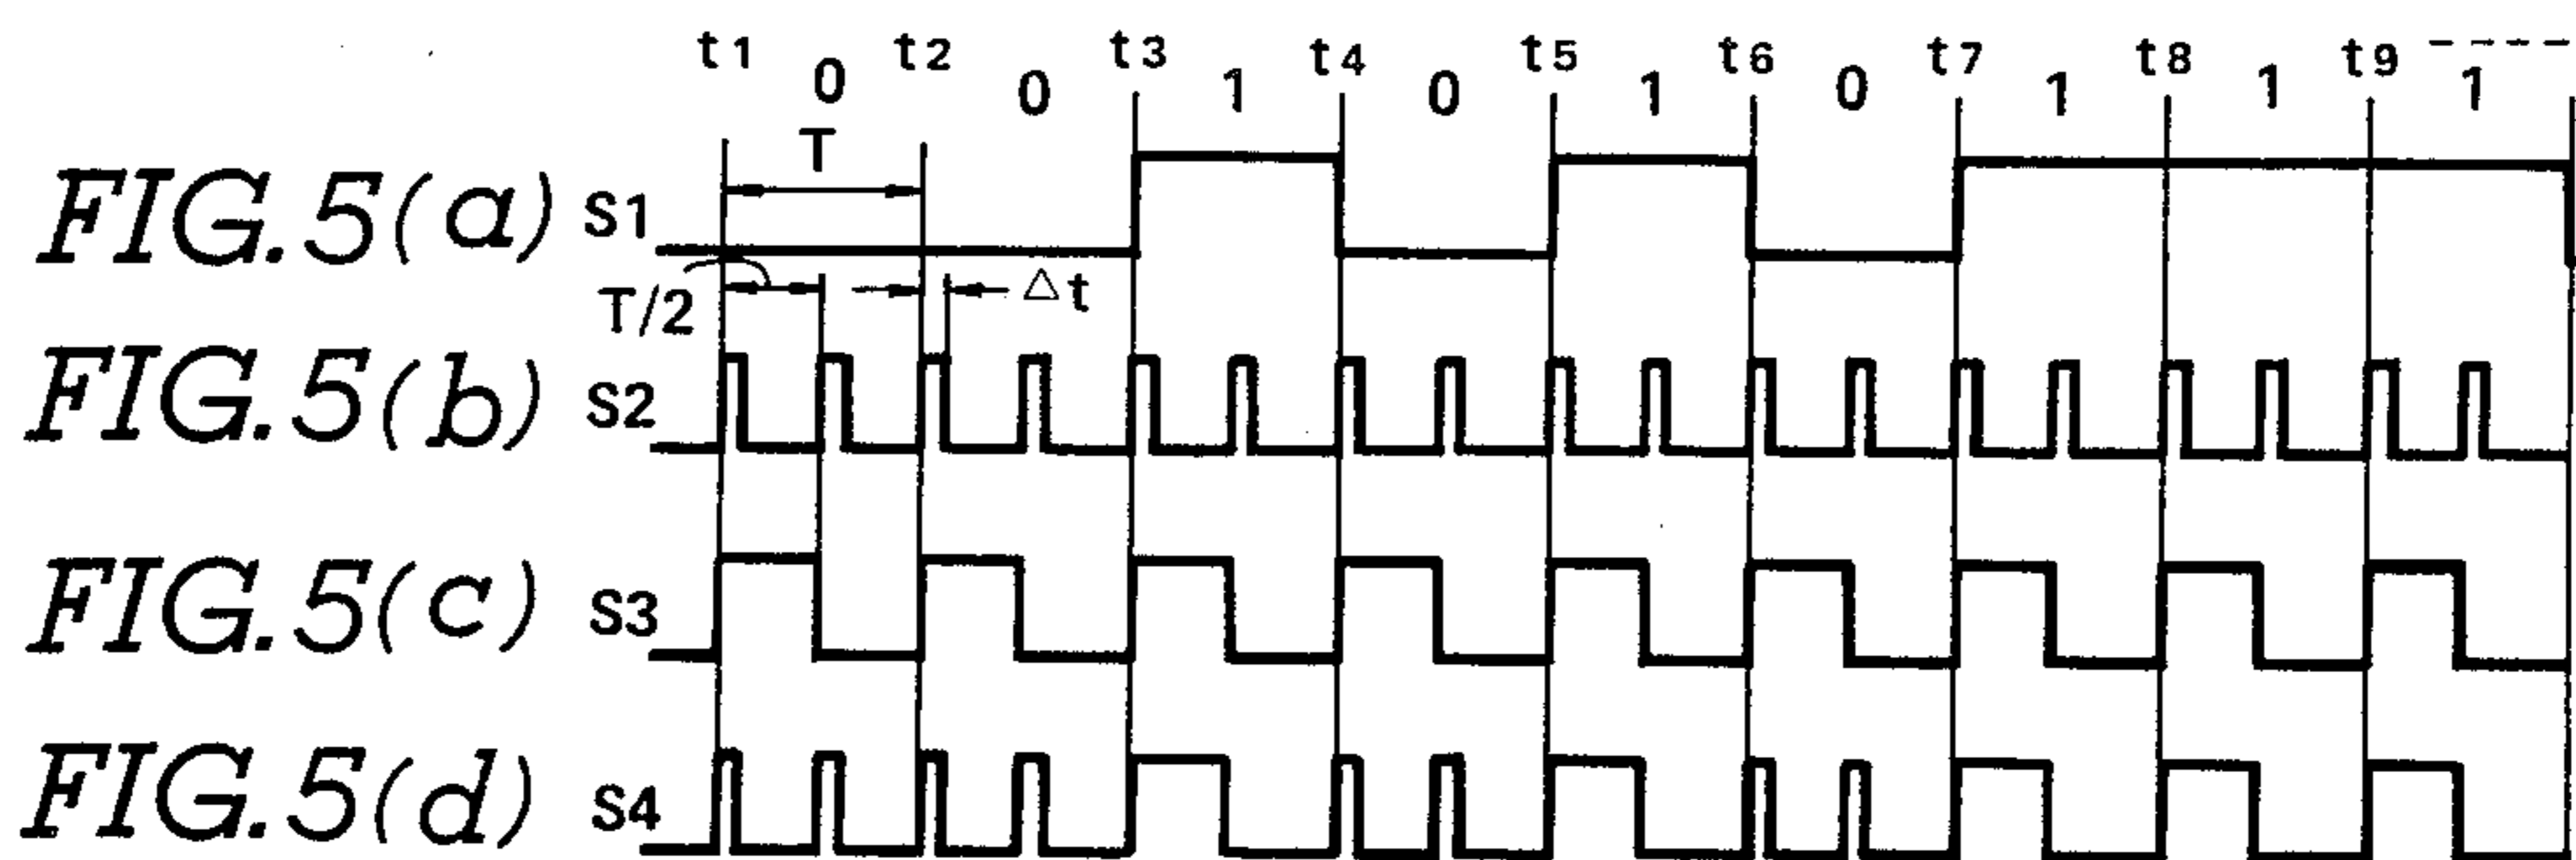 t1 t2 t3 t4 t5 t6 t7 t8 t9 ----
0 0 1 0 1 0 1 1 1
T
FIG.5(a) S1
T/2 △t
FIG.5(b) S2
FIG.5(c) S3
FIG.5(d) S4